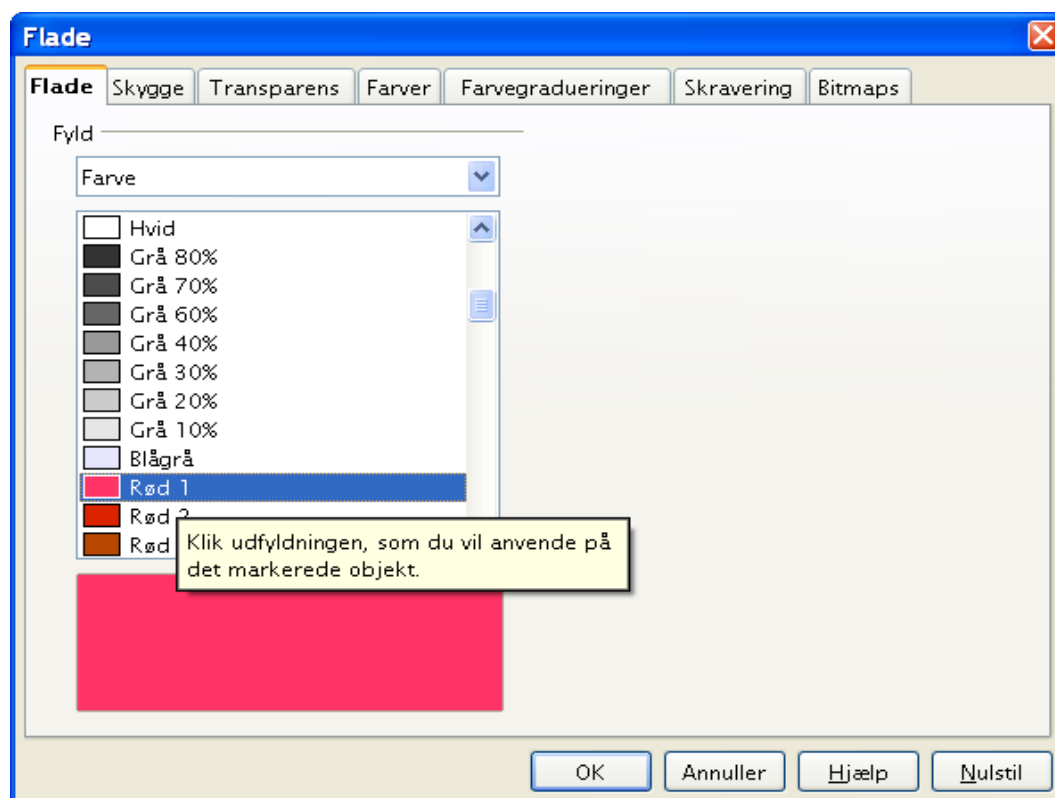 Flade
Flade Skygge Transparens Farver Farvegradueringer Skravering Bitmaps
Fyld
Farve
Hvid
Grå 80%
Grå 70%
Grå 60%
Grå 40%
Grå 30%
Grå 20%
Grå 10%
Blågrå
Rød 1
Rød 2
Rød
Klik udfyldningen, som du vil anvende på
det markerede objekt.
OK Annuller Hjælp Nulstil